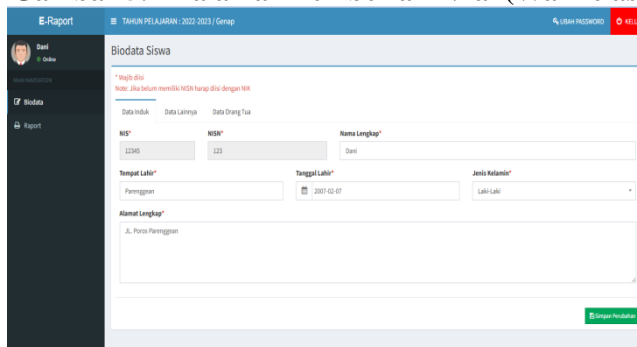 E-Raport
TAHUN PELAJARAN : 2022-2023 / Genap
UBAH PASSWORD
Dani
Online
MAIN NAVIGATION
Biodata
Raport
Biodata Siswa
* Wajib diisi
Note: Jika belum memiliki NISN harap diisi dengan NIK
Data Induk Data Lainnya Data Orang Tua
NIS* NISN* Nama Lengkap*
12345 123 Dani
Tempat Lahir* Tanggal Lahir* Jenis Kelamin*
Parenggean 2007-02-07 Laki-Laki
Alamat Lengkap*
JL. Poros Parenggean
Simpan Perubahan